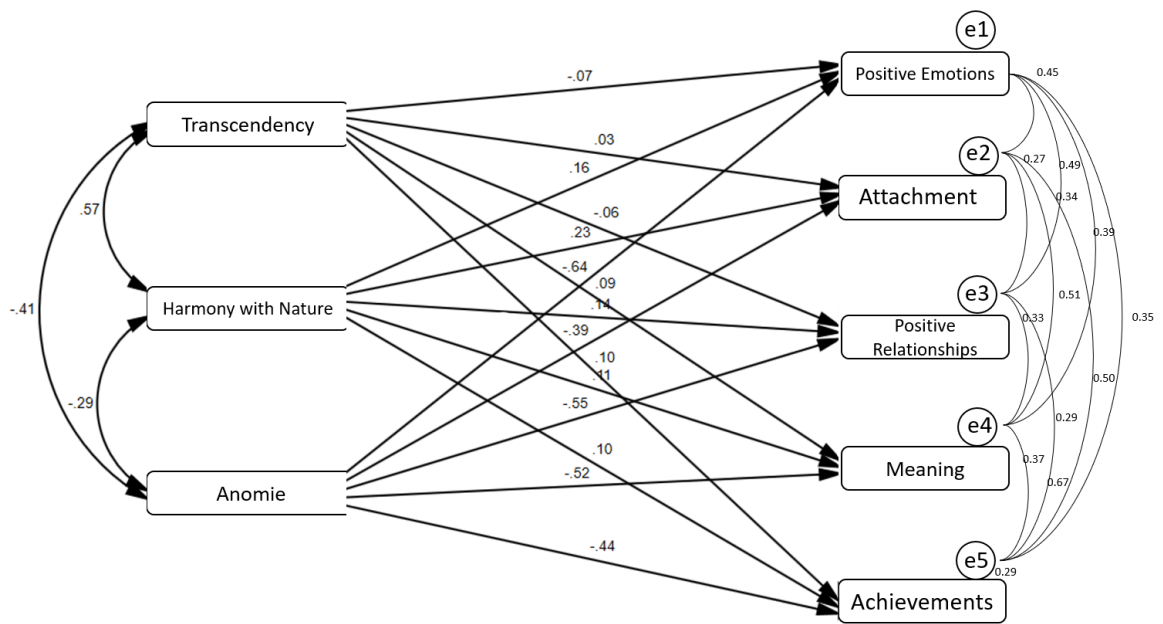 e1
-.07
Positive Emotions
0.45
Transcendency
.03
e2
0.27
0.49
.16
Attachment
0.34
.57
-.06
.23
0.39
-.64
.09
e3
0.51
-.41
Harmony with Nature
.14
0.33
0.35
-.39
Positive
Relationships
.10
.11
0.50
-.29
-.55
0.29
e4
.10
0.37
-.52
Meaning
0.67
Anomie
-.44
e5
0.29
Achievements